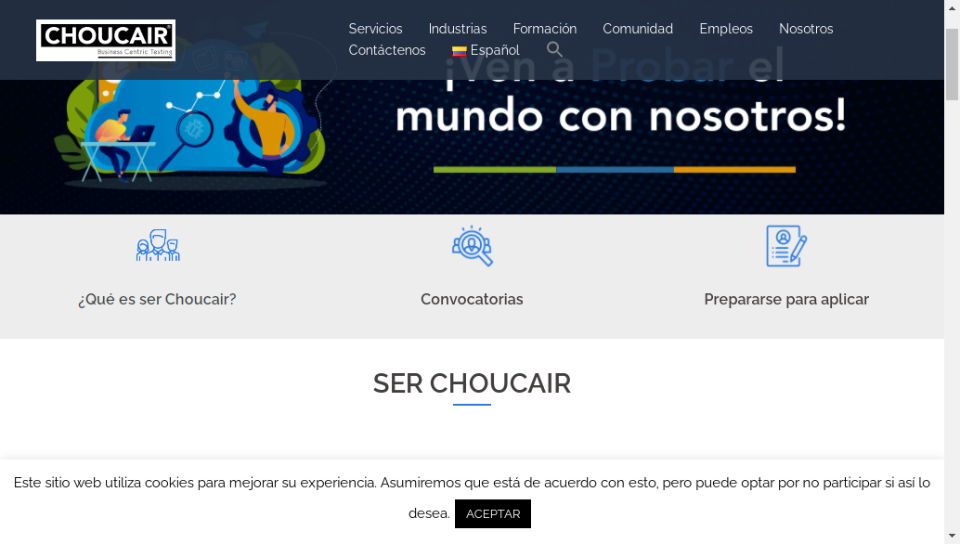 CHOUCAIR
Business Centric Testing
Servicios Industrias Formación Comunidad Empleos Nosotros
Contáctenos Español
¡Ven a Probar el
mundo con nosotros!
¿Qué es ser Choucair? Convocatorias Prepararse para aplicar
SER CHOUCAIR
Este sitio web utiliza cookies para mejorar su experiencia. Asumiremos que está de acuerdo con esto, pero puede optar por no participar si así lo
desea. ACEPTAR